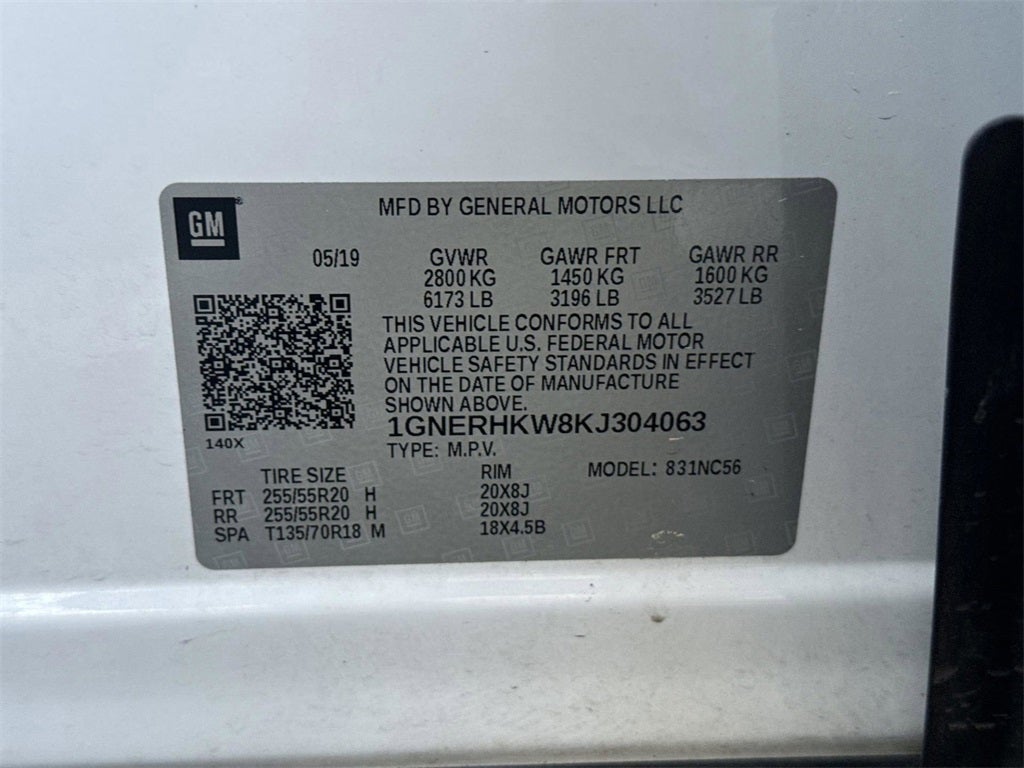 GM®
MFD BY GENERAL MOTORS LLC
05/19 GVWR GAWR FRT GAWR RR
2800 KG 1450 KG 1600 KG
6173 LB 3196 LB 3527 LB
THIS VEHICLE CONFORMS TO ALL
APPLICABLE U.S. FEDERAL MOTOR
VEHICLE SAFETY STANDARDS IN EFFECT
ON THE DATE OF MANUFACTURE
SHOWN ABOVE.
1GNERHKW8KJ304063
140X
TYPE: M.P.V.
TIRE SIZE RIM MODEL: 831NC56
FRT 255/55R20 H 20X8J
RR 255/55R20 H 20X8J
SPA T135/70R18 M 18X4.5B